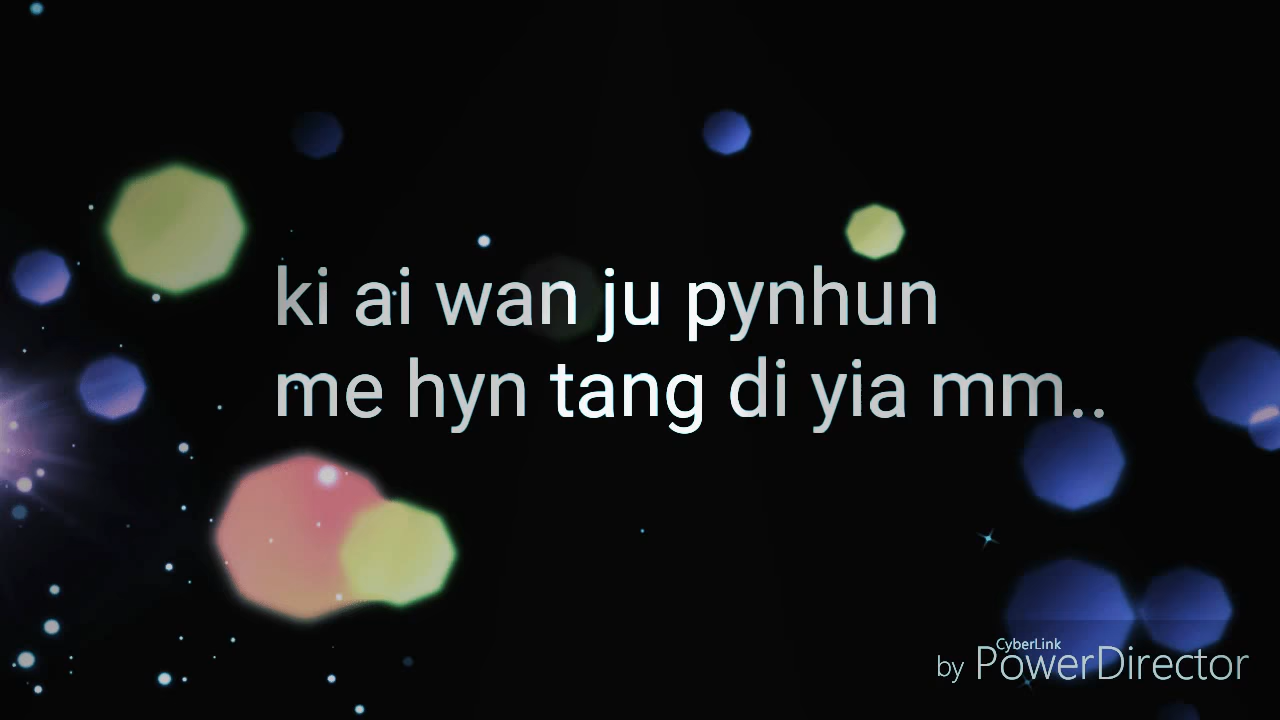 ki ai wan ju pynhun
me hyn tang di yia mm..
by CyberLink PowerDirector